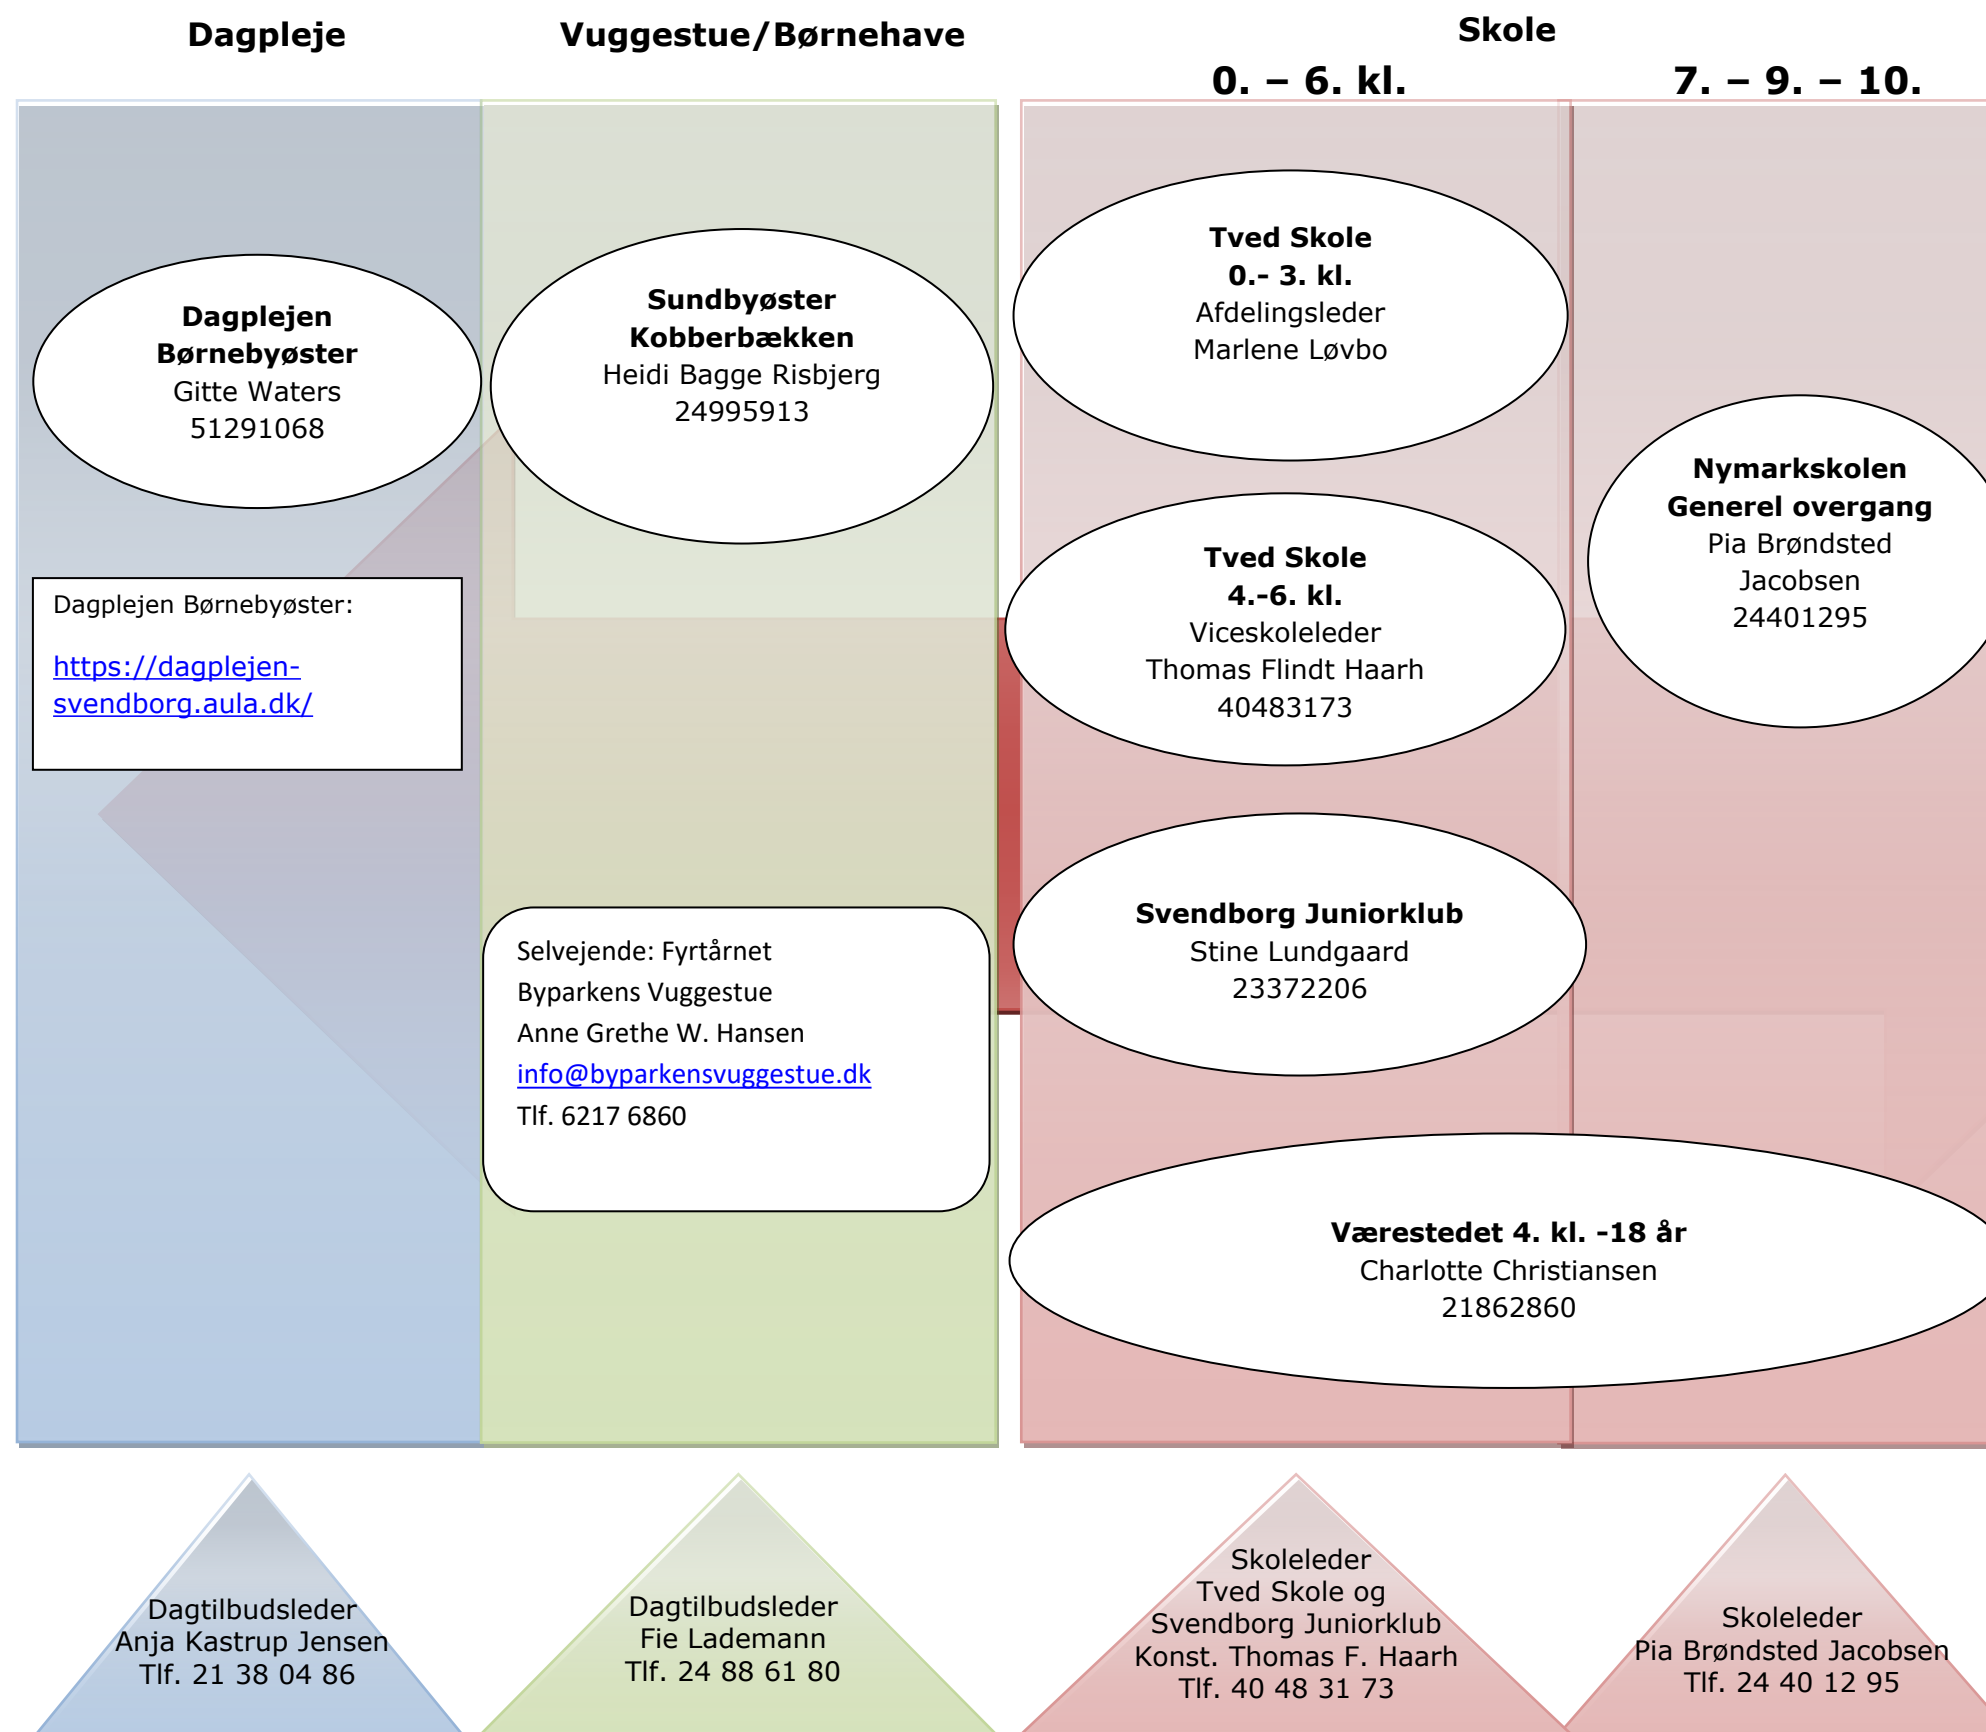 Dagpleje
Vuggestue/Børnehave
Skole
0. – 6. kl.
7. – 9. – 10.
Dagplejen
Børnebyøster
Gitte Waters
51291068
Dagplejen Børnebyøster:
https://dagplejen-
svendborg.aula.dk/
Sundbyøster
Kobberbækken
Heidi Bagge Risbjerg
24995913
Selvejende: Fyrtårnet
Byparkens Vuggestue
Anne Grethe W. Hansen
info@byparkensvuggestue.dk
Tlf. 6217 6860
Tved Skole
0.- 3. kl.
Afdelingsleder
Marlene Løvbo
Tved Skole
4.-6. kl.
Viceskoleleder
Thomas Flindt Haarh
40483173
Svendborg Juniorklub
Stine Lundgaard
23372206
Nymarkskolen
Generel overgang
Pia Brøndsted
Jacobsen
24401295
Værestedet 4. kl. -18 år
Charlotte Christiansen
21862860
Dagtilbudsleder
Anja Kastrup Jensen
Tlf. 21 38 04 86
Dagtilbudsleder
Fie Lademann
Tlf. 24 88 61 80
Skoleleder
Tved Skole og
Svendborg Juniorklub
Konst. Thomas F. Haarh
Tlf. 40 48 31 73
Skoleleder
Pia Brøndsted Jacobsen
Tlf. 24 40 12 95